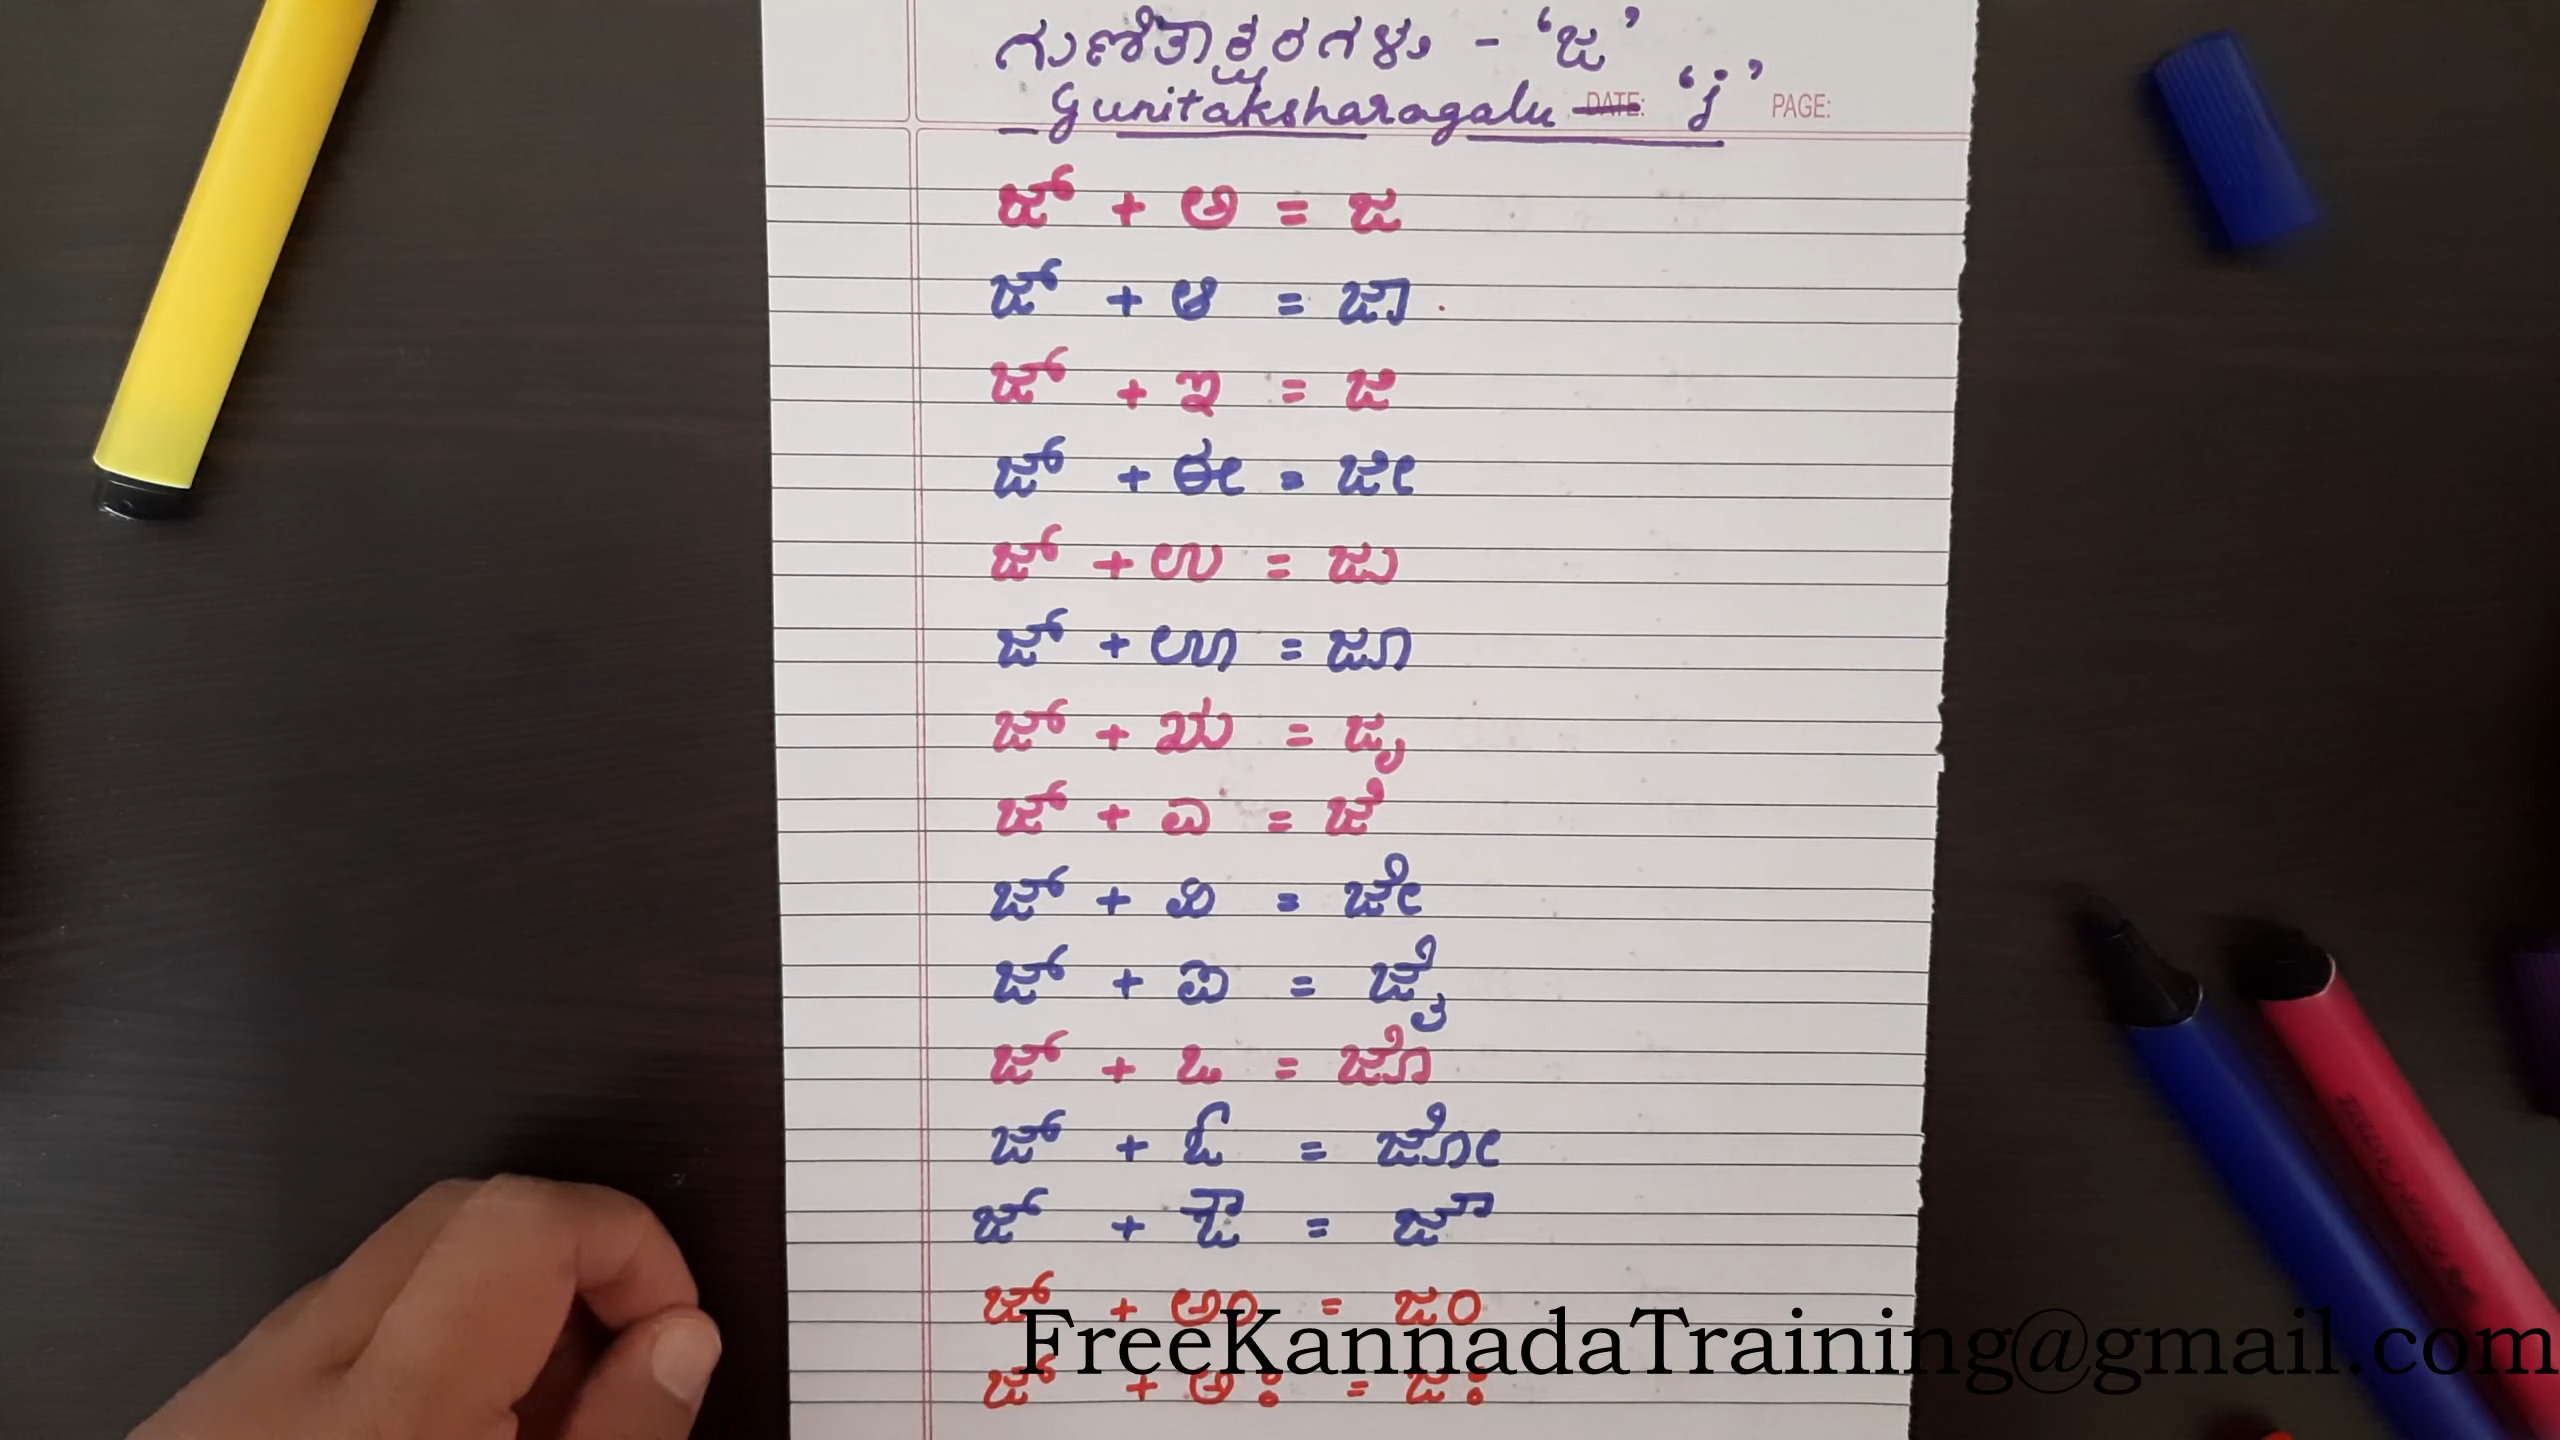 ಗುಣಿತಾಕ್ಷರಗಳು - ‘ಜ’
Gunitaksharagalu DATE: ‘j’ PAGE:
ಜ್ + ಅ = ಜ
ಜ್ + ಆ = ಜಾ
ಜ್ + ಇ = ಜಿ
ಜ್ + ಈ = ಜೀ
ಜ್ + ಉ = ಜು
ಜ್ + ಊ = ಜೂ
ಜ್ + ಋ = ಜೃ
ಜ್ + ಎ = ಜೆ
ಜ್ + ಏ = ಜೇ
ಜ್ + ಐ = ಜೈ
ಜ್ + ಒ = ಜೊ
ಜ್ + ಓ = ಜೋ
ಜ್ + ಔ = ಜೌ
ಜ್ + ಅಂ = ಜಂ
FreeKannadaTraining@gmail.com
ಜ್ + ಅಃ = ಜಃ